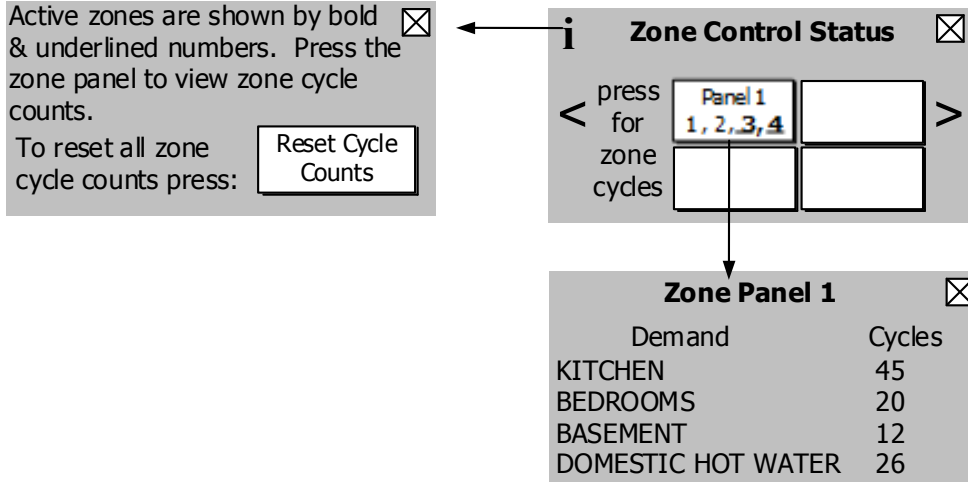 Active zones are shown by bold
& underlined numbers. Press the
zone panel to view zone cycle
counts.
To reset all zone
cycle counts press:
Reset Cycle
Counts
i
Zone Control Status
<
press
for
zone
cycles
Panel 1
1, 2, 3, 4
>
Zone Panel 1
Demand Cycles
KITCHEN 45
BEDROOMS 20
BASEMENT 12
DOMESTIC HOT WATER 26